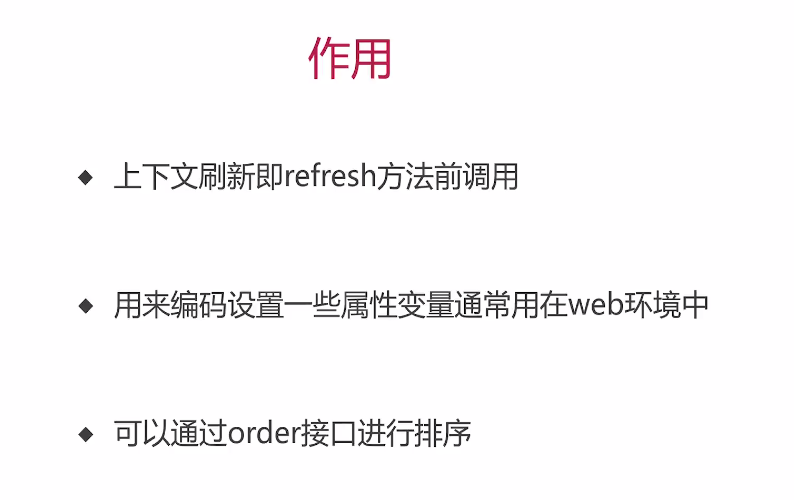 作用
◆ 上下文刷新即refresh方法前调用
◆ 用来编码设置一些属性变量通常用在web环境中
◆ 可以通过order接口进行排序